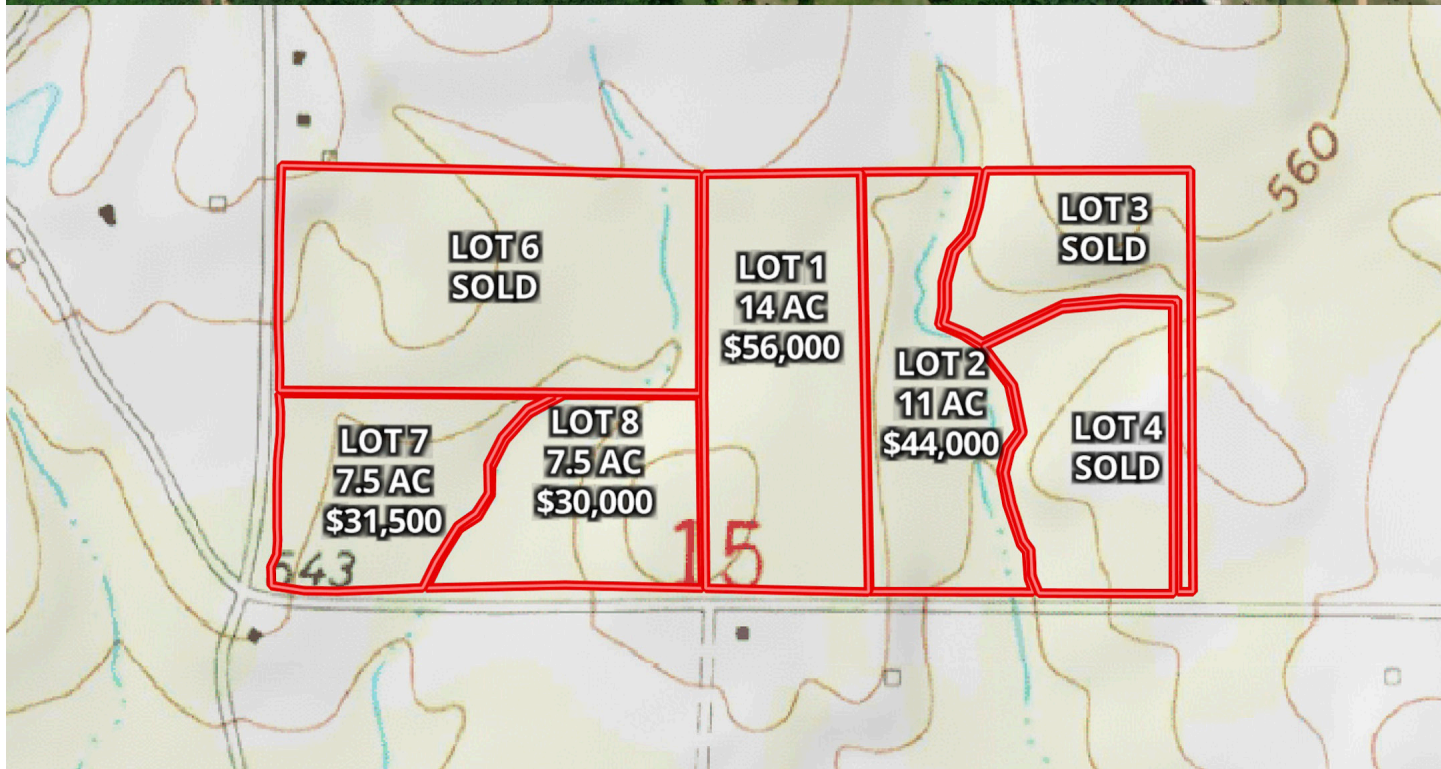 560
LOT 6
SOLD
LOT 1
14 AC
$56,000
LOT 3
SOLD
LOT 2
11 AC
$44,000
LOT 7
7.5 AC
$31,500
LOT 8
7.5 AC
$30,000
LOT 4
SOLD
543
15